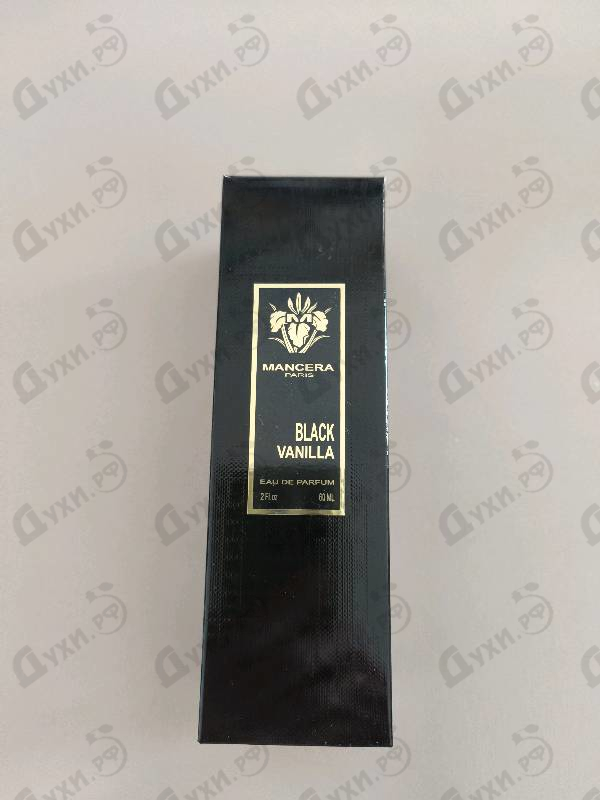 MANCERA
PARIS
BLACK
VANILLA
EAU DE PARFUM
2 Fl.oz 60 ML
Духи.рф